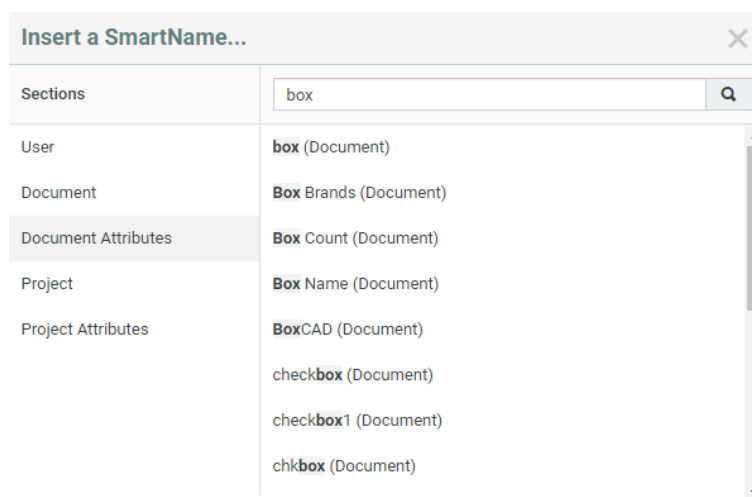 Insert a SmartName...
Sections
box
User
Document
Document Attributes
Project
Project Attributes
box (Document)
Box Brands (Document)
Box Count (Document)
Box Name (Document)
BoxCAD (Document)
checkbox (Document)
checkbox1 (Document)
chkbox (Document)